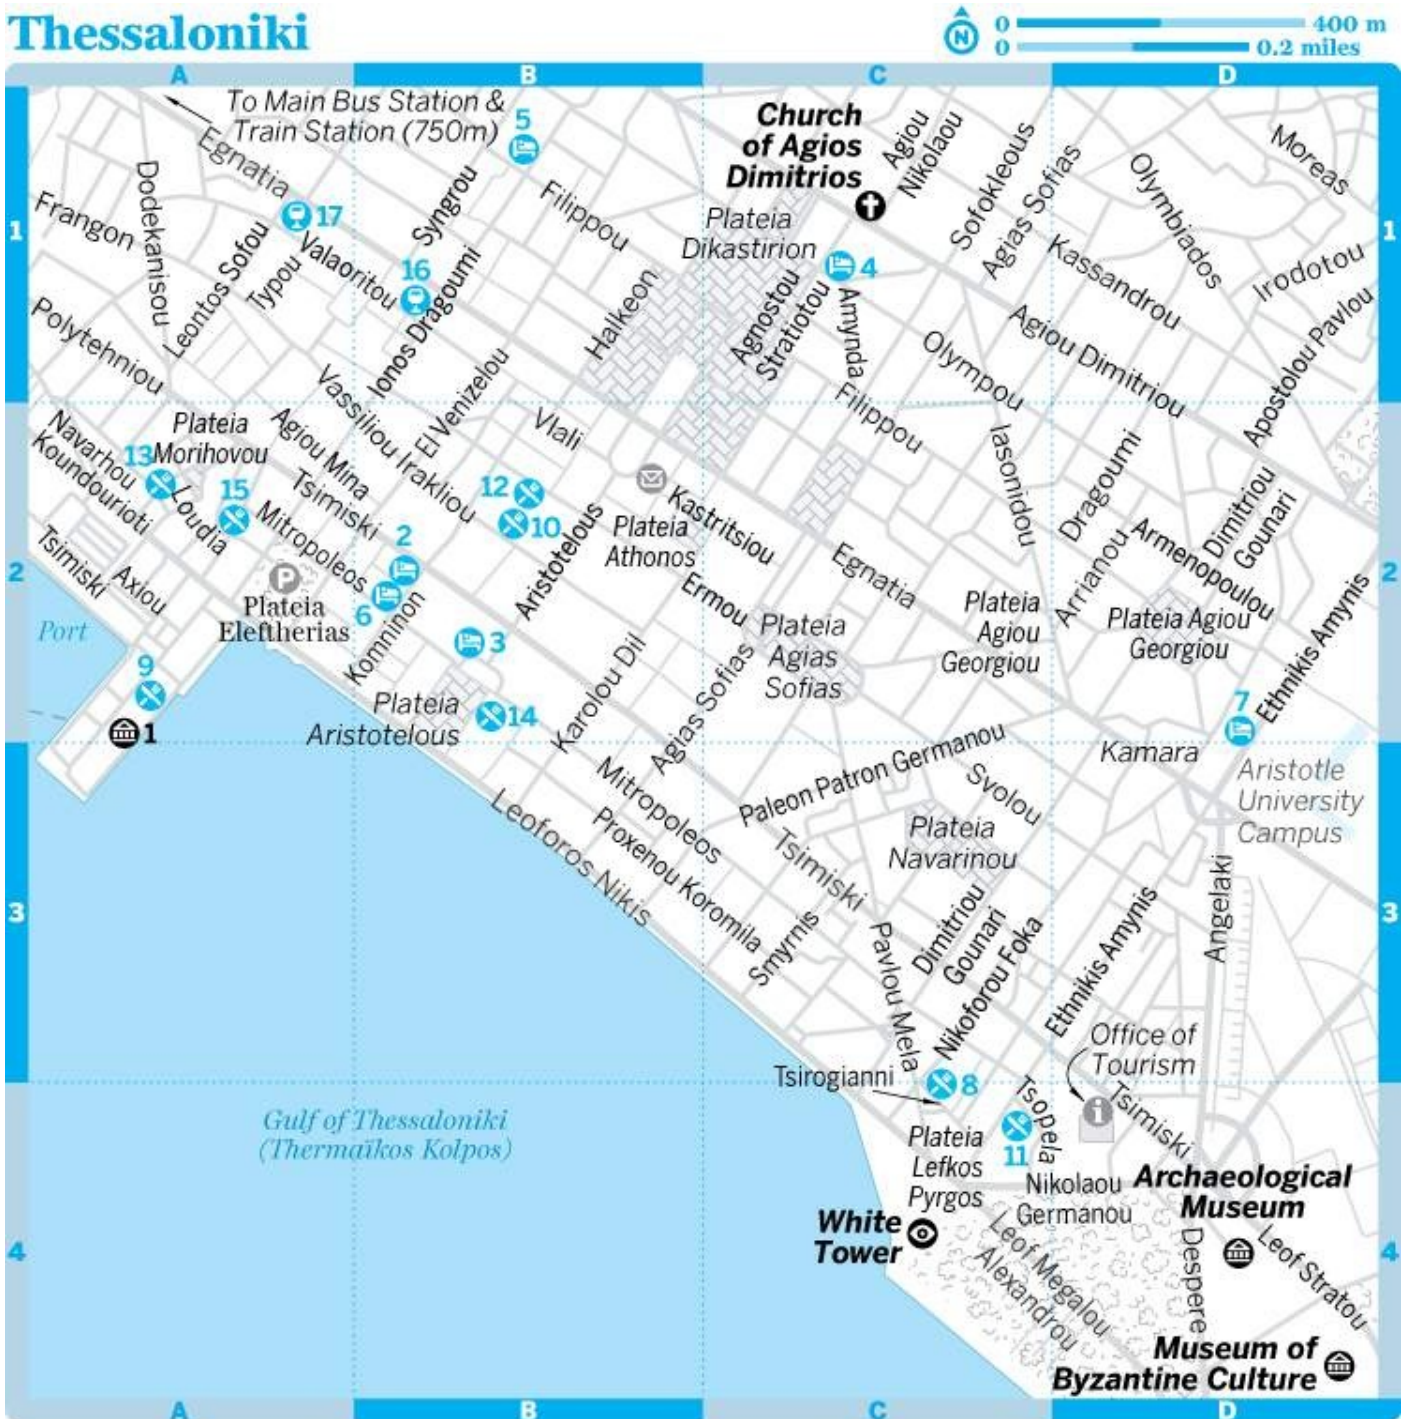 Thessaloniki
N
0 400 m
0 0.2 miles
A B C D
To Main Bus Station &
Train Station (750m)
5
Church
of Agios
Dimitrios
Agiou
Nikolaou
Sofokleous
Agias Sofias
Olymbiados
Moreas
Egnatia
Dodekanisou
Frangon
1
17
Syngrou
Filippou
Plateia
Dikastirion
4
Kassandrou
Irodotou
1
Leontos Sofou
Typou
Valaoritou
16
Ionos Dragoumi
Halkeon
Agnostou
Stratiotou
Amynda
Olympou
Agiou Dimitriou
Apostolou Pavlou
Polytehniou
Vassiliou Irakliou
El Venizelou
Filippou
Vlali
Iasonidou
Dragoumi
Navarhou
Koundourioti
Plateia
Morihovou
13
15
Loudia
Agiou Mina
Tsimiski
Mitropoleos
12
10
2
6
Aristotelous
Plateia
Athonos
Kastritsiou
Egnatia
Arrianou
Armenopoulou
Dimitriou
Gounari
2
Tsimiski
Axiou
P
Plateia
Eleftherias
Komninon
3
Ermou
Plateia
Agias
Sofias
Plateia
Agiou
Georgiou
Plateia Agiou
Georgiou
Ethnikis Amynis
2
Port
9
1
Plateia
Aristotelous
14
Karolou Dil
Agias Sofias
7
Kamara
Paleon Patron Germanou
Svolou
Aristotle
University
Campus
Leoforos Nikis
Mitropoleos
Proxenou Koromila
Tsimiski
Plateia
Navarinou
3
Smyrnis
Pavlou Mela
Dimitriou
Gounari
Nikoforou Foka
Ethnikis Amynis
Angelaki
3
Office of
Tourism
Tsirogianni
8
Tsopela
11
i
Tsimiski
Gulf of Thessaloniki
(Thermaïkos Kolpos)
Plateia
Lefkos
Pyrgos
Nikolaou
Germanou
Archaeological
Museum
White
Tower
4
Leof Megalou
Alexandrou
Despere
Leof Stratou
4
Museum of
Byzantine Culture
A B C D